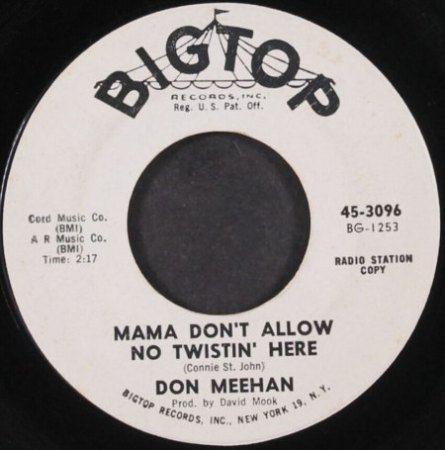 BIGTOP
RECORDS, INC.
Reg. U. S. Pat. Off.
Cord Music Co.
(BMI)
A R Music Co.
(BMI)
Time: 2:17
45-3096
BG-1253
RADIO STATION
COPY
MAMA DON'T ALLOW
NO TWISTIN' HERE
(Connie St. John)
DON MEEHAN
Prod. by David Mook
BIGTOP RECORDS, INC., NEW YORK 19, N. Y.